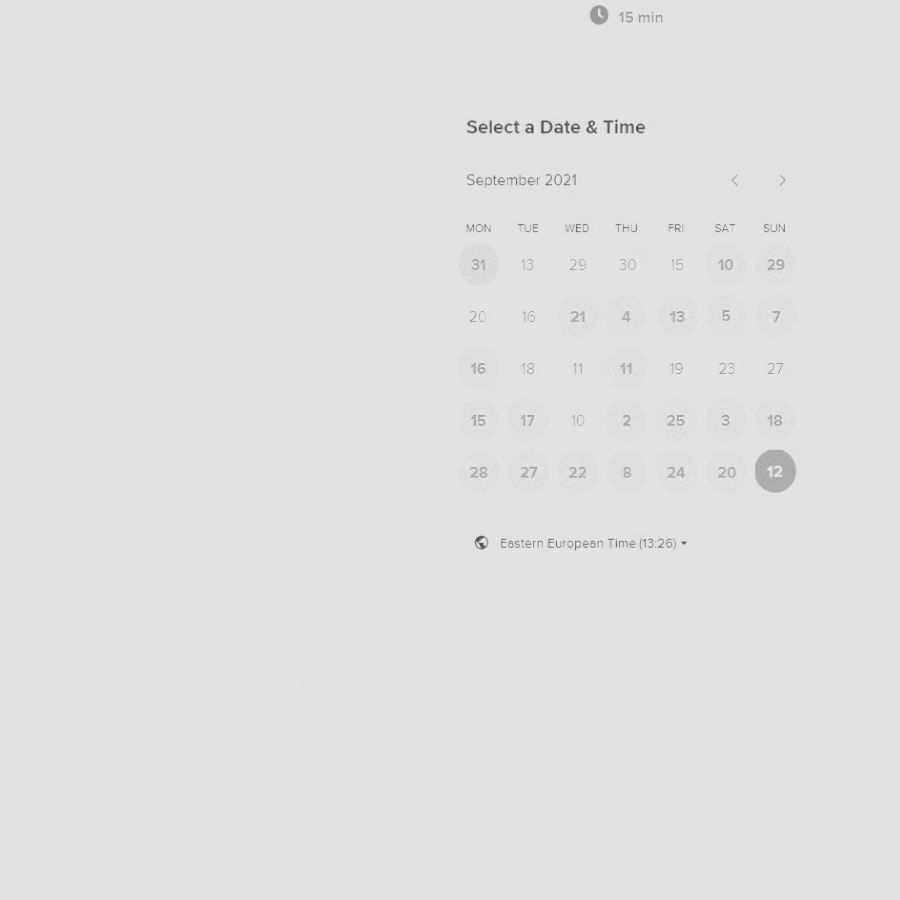 15 min
Select a Date & Time
September 2021
MON TUE WED THU FRI SAT SUN
31 13 29 30 15 10 29
20 16 21 4 13 5 7
16 18 11 11 19 23 27
15 17 10 2 25 3 18
28 27 22 8 24 20 12
Eastern European Time (13:26)